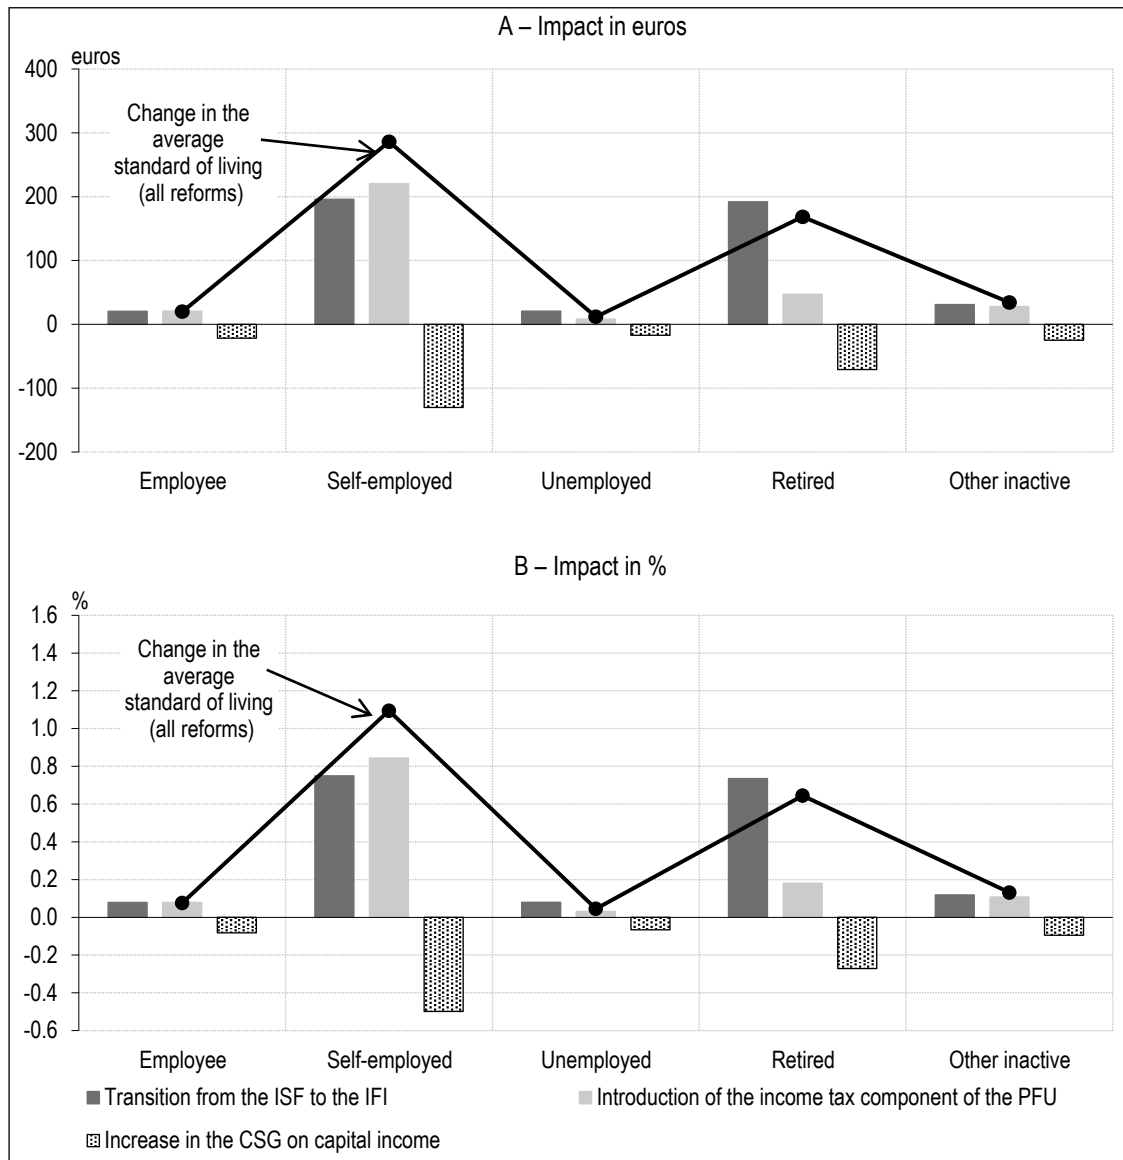 A – Impact in euros
euros
400
300
200
100
0
-100
-200
Change in the
average
standard of living
(all reforms)
Employee
Self-employed
Unemployed
Retired
Other inactive
B – Impact in %
%
1.6
1.4
1.2
1.0
0.8
0.6
0.4
0.2
0.0
-0.2
-0.4
-0.6
Change in the
average
standard of living
(all reforms)
Employee
Self-employed
Unemployed
Retired
Other inactive
Transition from the ISF to the IFI
Introduction of the income tax component of the PFU
Increase in the CSG on capital income